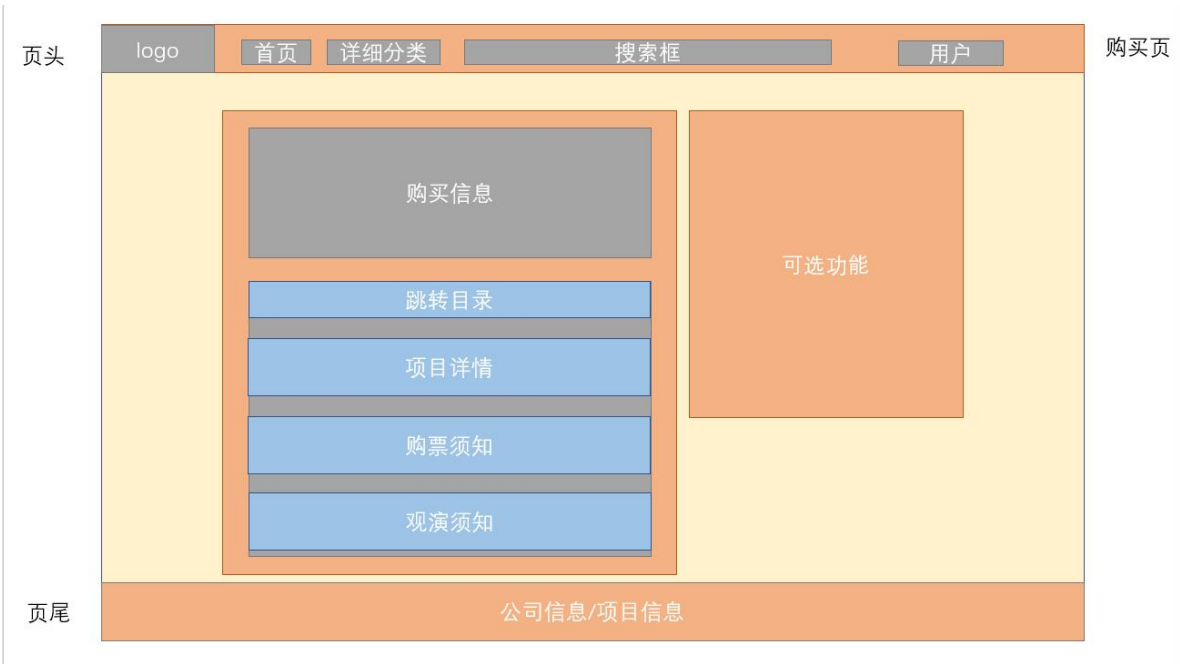 页头
logo
首页
详细分类
搜索框
用户
购买页
购买信息
可选功能
跳转目录
项目详情
购票须知
观演须知
页尾
公司信息/项目信息